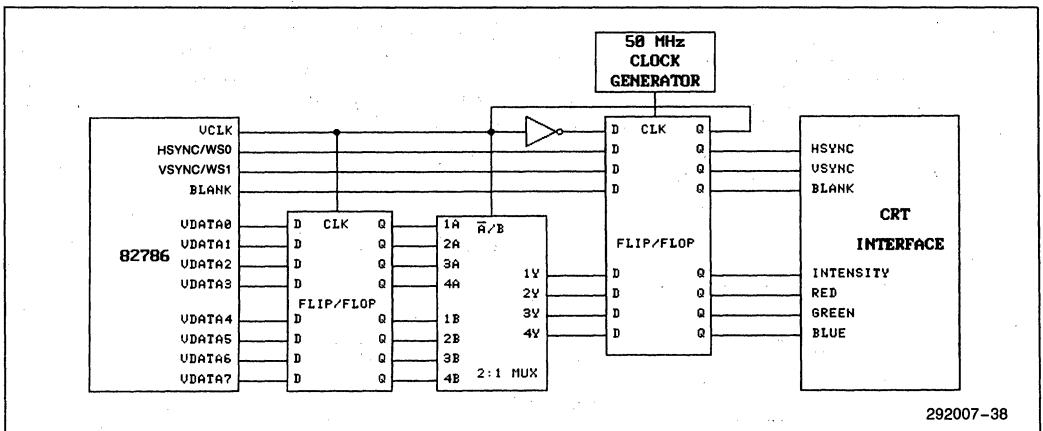 50 MHz
CLOCK
GENERATOR
VCLK
HSYNC/WS0
VSYNC/WS1
BLANK
82786
VDATA0
VDATA1
VDATA2
VDATA3
VDATA4
VDATA5
VDATA6
VDATA7
D CLK Q
D Q
D Q
D Q
FLIP/FLOP
D Q
D Q
D Q
D Q
1A A/B
2A
3A
4A
1B
2B
3B
4B
1Y
2Y
3Y
4Y
2:1 MUX
D CLK Q
D Q
D Q
D Q
FLIP/FLOP
D Q
D Q
D Q
D Q
HSYNC
VSYNC
BLANK
CRT
INTERFACE
INTENSITY
RED
GREEN
BLUE
292007-38